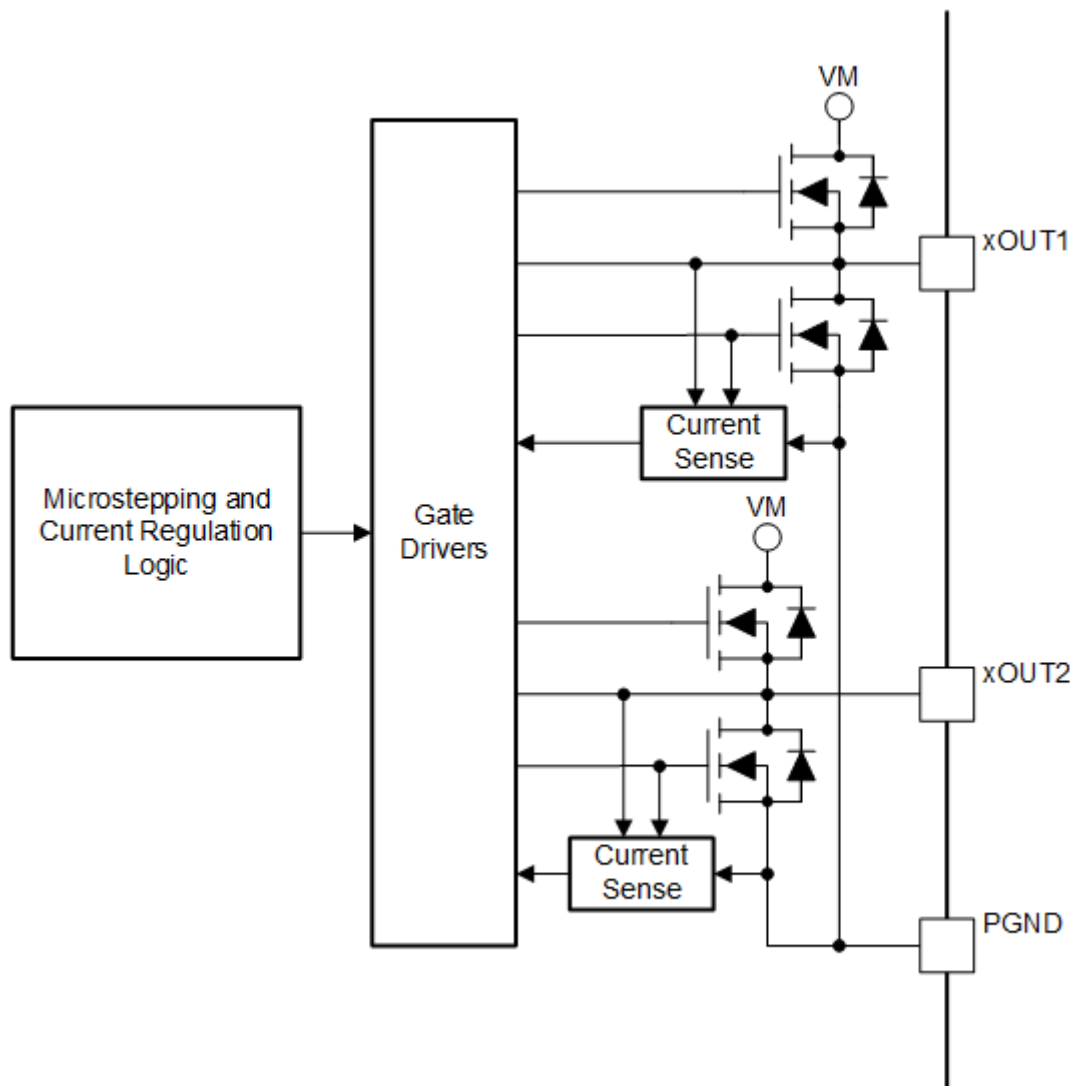 VM
xOUT1
Current
Sense
Microstepping and
Current Regulation
Logic
Gate
Drivers
VM
xOUT2
Current
Sense
PGND